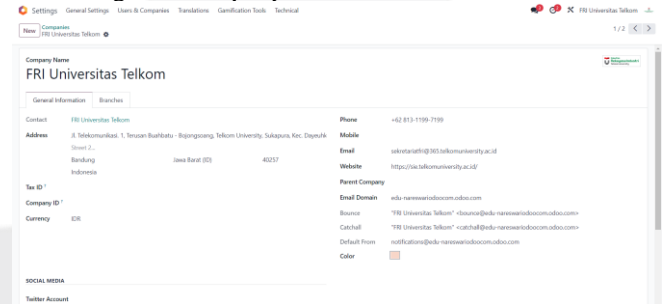 Settings General Settings Users & Companies Translations Gamification Tools Technical FRI Universitas Telkom
New Companies 1 / 2
FRI Universitas Telkom
Company Name
FRI Universitas Telkom
General Information Branches
Contact FRI Universitas Telkom
Address Jl. Telekomunikasi. 1, Terusan Buahbatu - Bojongsoang, Telkom University, Sukapura, Kec. Dayeuhk
Street 2...
Bandung Jawa Barat (ID) 40257
Indonesia
Tax ID ?
Company ID ?
Currency IDR
Phone +62 813-1199-7199
Mobile
Email sekretariatfri@365.telkomuniversity.ac.id
Website https://sie.telkomuniversity.ac.id/
Parent Company
Email Domain edu-nareswariodoocom.odoo.com
Bounce "FRI Universitas Telkom" <bounce@edu-nareswariodoocom.odoo.com>
Catchall "FRI Universitas Telkom" <catchall@edu-nareswariodoocom.odoo.com>
Default From notifications@edu-nareswariodoocom.odoo.com
Color
SOCIAL MEDIA
Twitter Account